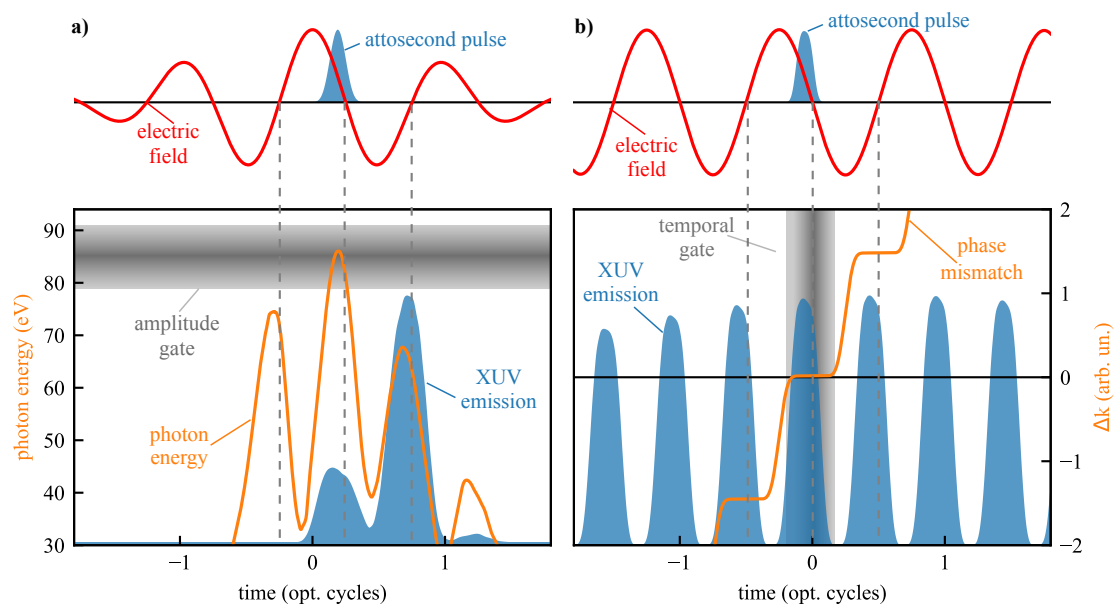 a)
attosecond pulse
electric
field
90
80
70
60
50
40
30
photon energy (eV)
amplitude
gate
photon
energy
XUV
emission
−1
0
1
time (opt. cycles)
b)
attosecond pulse
electric
field
temporal
gate
XUV
emission
phase
mismatch
2
1
0
−1
−2
Δk (arb. un.)
−1
0
1
time (opt. cycles)